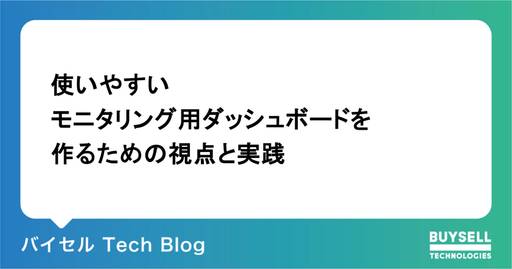 使いやすい
モニタリング用ダッシュボードを
作るための視点と実践
バイセル Tech Blog
BUYSELL
TECHNOLOGIES